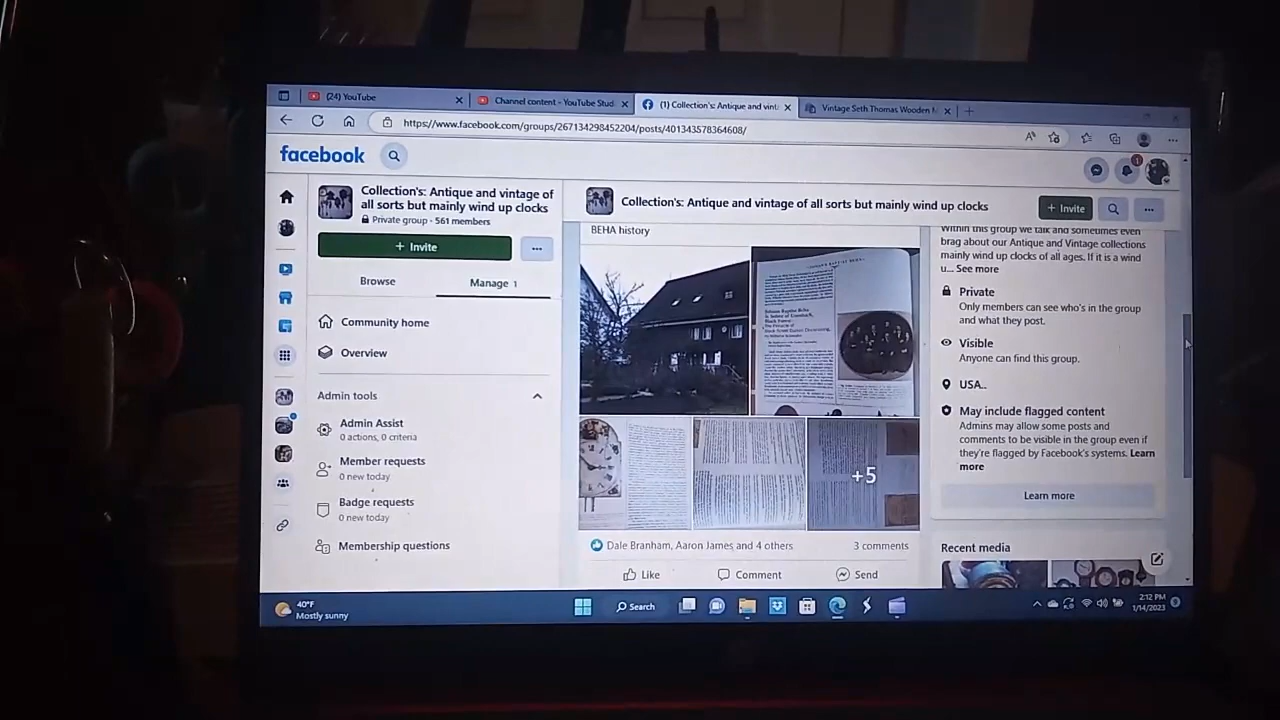 (24) YouTube
Channel content - YouTube Stud
(1) Collection's: Antique and vint
Vintage Seth Thomas Wooden
https://www.facebook.com/groups/267134298452204/posts/401343578364608/
facebook
Collection's: Antique and vintage of
all sorts but mainly wind up clocks
Private group · 561 members
+ Invite
Browse
Manage 1
Community home
Overview
Admin tools
Admin Assist
0 actions, 0 criteria
Member requests
0 new today
Badge requests
0 new today
Membership questions
Collection's: Antique and vintage of all sorts but mainly wind up clocks
+ Invite
BEHA history
+5
Dale Branham, Aaron James and 4 others
3 comments
Like
Comment
Send
Within this group we talk and sometimes even
brag about our Antique and Vintage collections
mainly wind up clocks of all ages. If it is a wind
u... See more
Private
Only members can see who's in the group
and what they post.
Visible
Anyone can find this group.
USA..
May include flagged content
Admins may allow some posts and
comments to be visible in the group even if
they're flagged by Facebook's systems. Learn
more
Learn more
Recent media
40°F
Mostly sunny
Search
2:12 PM
1/14/2023